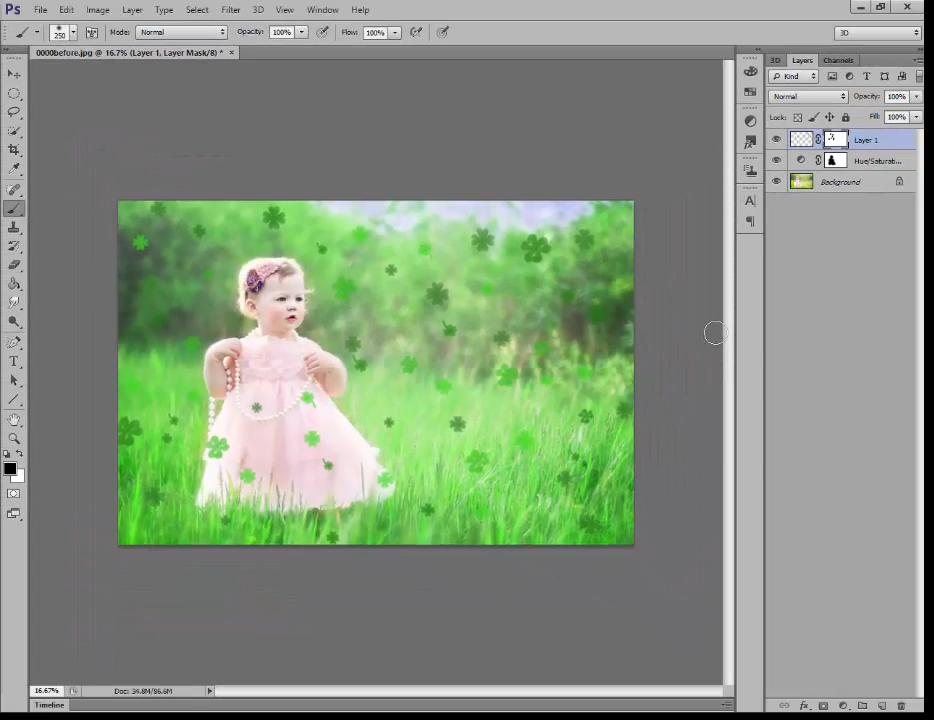 Ps File Edit Image Layer Type Select Filter 3D View Window Help
250 Mode: Normal Opacity: 100% Flow: 100% 3D
0000before.jpg @ 16.7% (Layer 1, Layer Mask/8) * ×
3D Layers Channels
Kind
Normal Opacity: 100%
Lock: Fill: 100%
Layer 1
Hue/Saturat...
Background
16.67% Doc: 34.8M/86.6M
Timeline